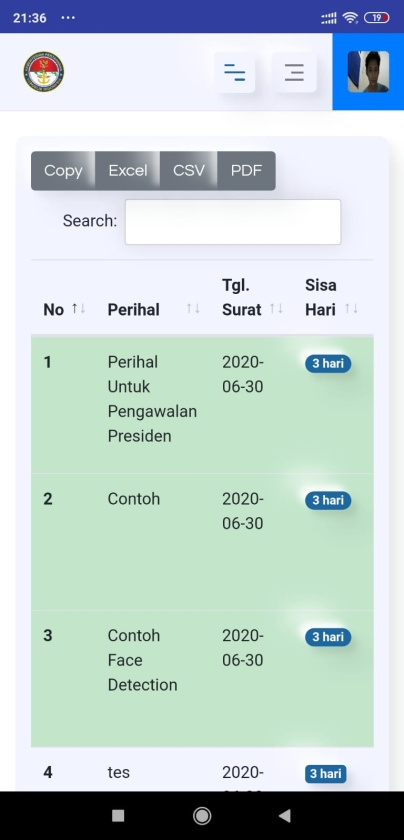 21:36 ... 19
Copy Excel CSV PDF
Search:
Tgl. Sisa
No Perihal Surat Hari
1 Perihal 2020- 3 hari
Untuk 06-30
Pengawalan
Presiden
2 Contoh 2020- 3 hari
06-30
3 Contoh 2020- 3 hari
Face 06-30
Detection
4 tes 2020- 3 hari